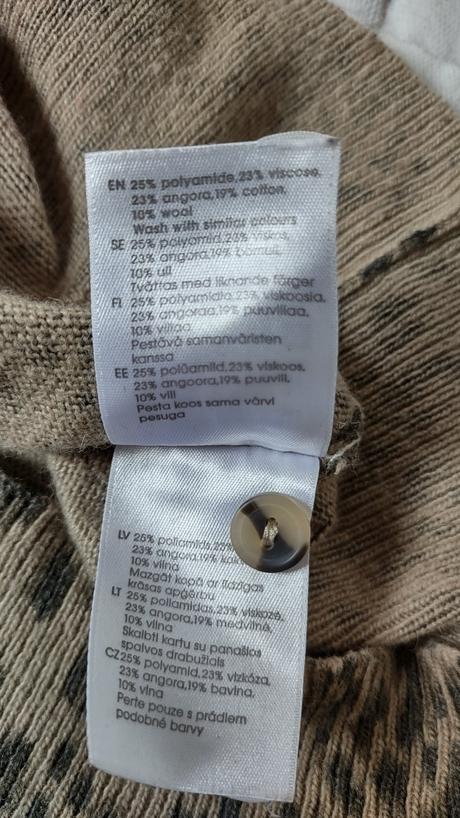 EN 25% polyamide,23% viscose,
23% angora,19% cotton,
10% wool
Wash with similar colours
SE 25% polyamid,23% viskos,
23% angora,19% bomull,
10% ull
Tvättas med liknande färger
FI 25% polyamidia,23% viskoosia,
23% angoraa,19% puuvillaa,
10% villaa
Pestävä samanväristen
kanssa
EE 25% polüamiid,23% viskoos,
23% angoora,19% puuvill,
10% vill
Pesta koos sama värvi
pesuga
LV 25% poliamīds,23%
23% angora,19%
10% vilna
Mazgāt kopā ar līdzīgas
krāsas apģērbu
LT 25% poliamidas,23% viskozė,
23% angora,19% medvilnė,
10% vilna
Skalbti kartu su panašios
spalvos drabužiais
CZ 25% polyamid,23% vizkóza,
23% angora,19% bavlna,
10% vlna
Perte pouze s prádlem
podobné barvy